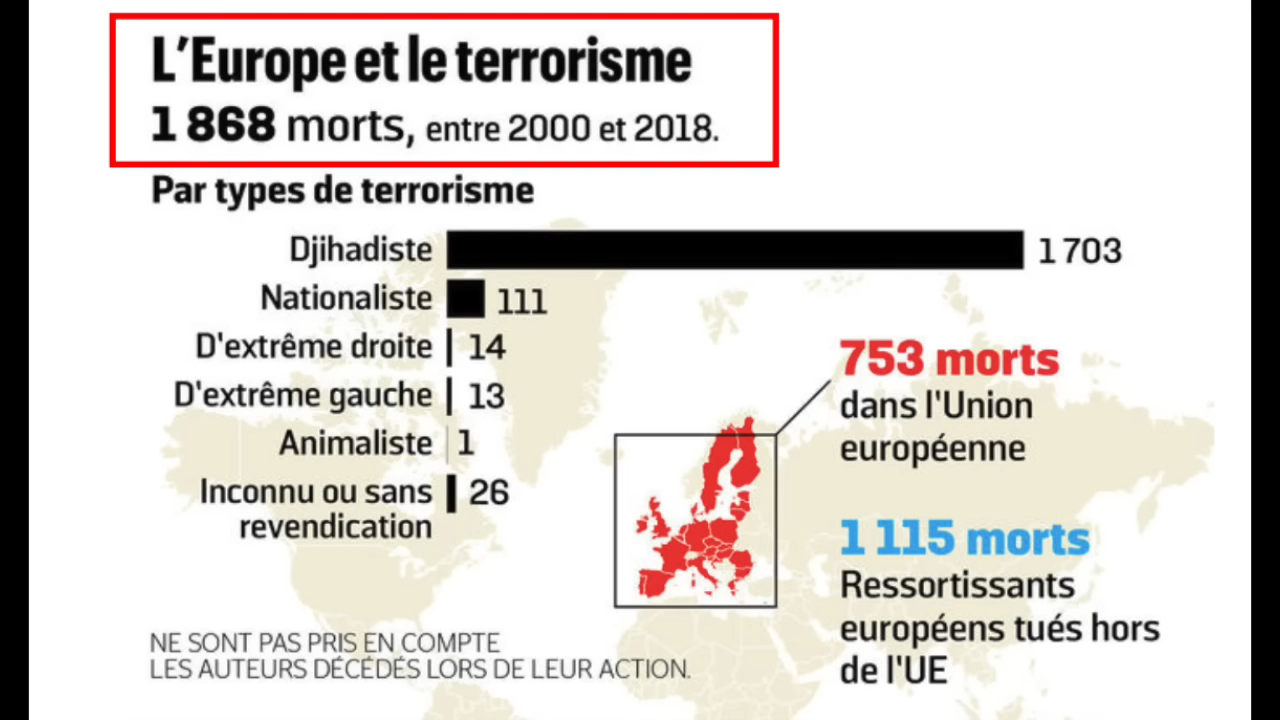 L'Europe et le terrorisme
1 868 morts, entre 2000 et 2018.
Par types de terrorisme
Djihadiste 1 703
Nationaliste 111
D'extrême droite 14
D'extrême gauche 13
Animaliste 1
Inconnu ou sans 26
revendication
753 morts
dans l'Union
européenne
1 115 morts
Ressortissants
européens tués hors
de l'UE
NE SONT PAS PRIS EN COMPTE
LES AUTEURS DÉCÉDÉS LORS DE LEUR ACTION.